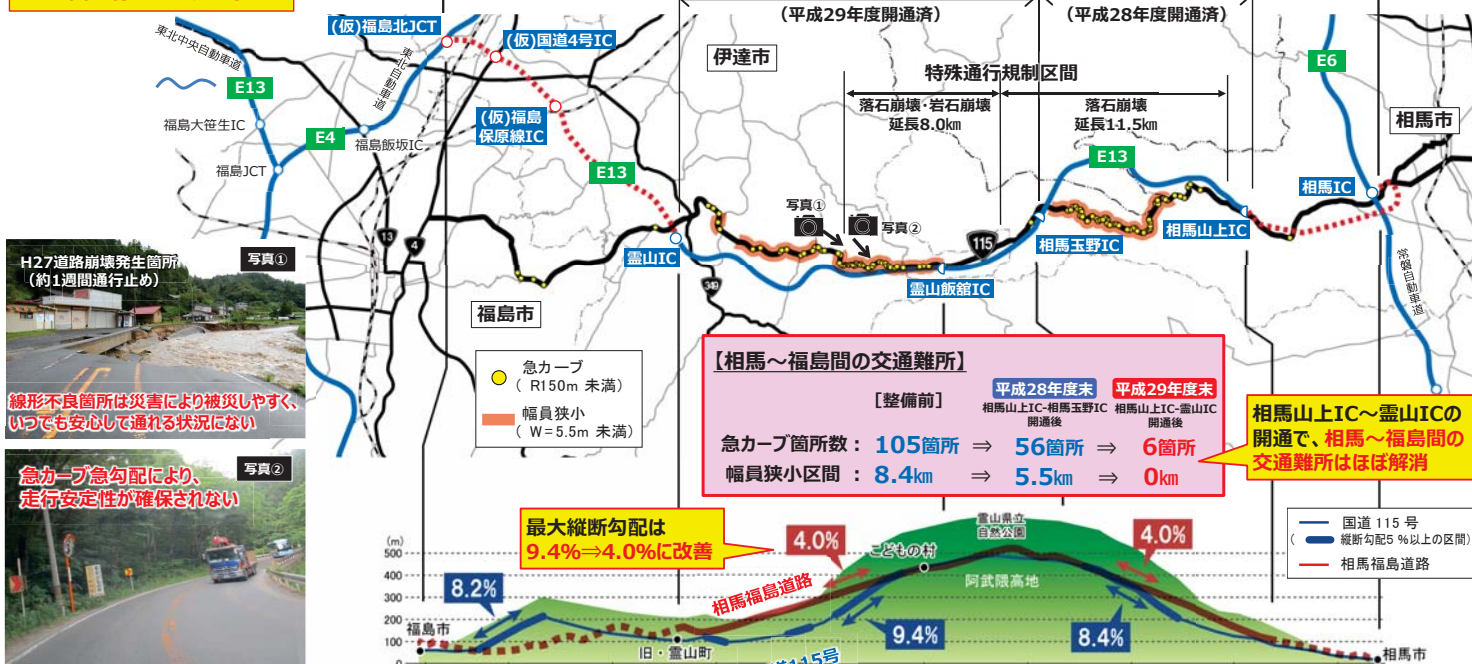 (平成29年度開通済)
(平成28年度開通済)
(仮)福島北JCT
(仮)国道4号IC
伊達市
特殊通行規制区間
E6
東北中央自動車道
東北自動車道
E13
落石崩壊・岩石崩壊
延長8.0km
落石崩壊
延長11.5km
相馬市
(仮)福島
保原線IC
福島大笹生IC
E4
福島飯坂IC
E13
福島JCT
E13
相馬IC
写真①
写真②
13
4
115
相馬玉野IC
相馬山上IC
霊山IC
349
霊山飯舘IC
常磐自動車道
福島市
H27道路崩壊発生箇所
(約1週間通行止め)
写真①
線形不良箇所は災害により被災しやすく、
いつでも安心して通れる状況にない
急カーブ
( R150m 未満)
幅員狭小
( W=5.5m 未満)
【相馬~福島間の交通難所】
[整備前]
平成28年度末
平成29年度末
相馬山上IC-相馬玉野IC
開通後
相馬山上IC-霊山IC
開通後
急カーブ箇所数: 105箇所 ⇒ 56箇所 ⇒ 6箇所
幅員狭小区間 : 8.4km ⇒ 5.5km ⇒ 0km
相馬山上IC~霊山ICの
開通で、相馬~福島間の
交通難所はほぼ解消
急カーブ急勾配により、
走行安定性が確保されない
写真②
最大縦断勾配は
9.4%⇒4.0%に改善
国道115号
( 縦断勾配5%以上の区間)
相馬福島道路
(m)
500
400
300
200
100
0
霊山県立
自然公園
こどもの村
阿武隈高地
4.0%
4.0%
8.2%
相馬福島道路
9.4%
8.4%
福島市
旧・霊山町
115号
相馬市